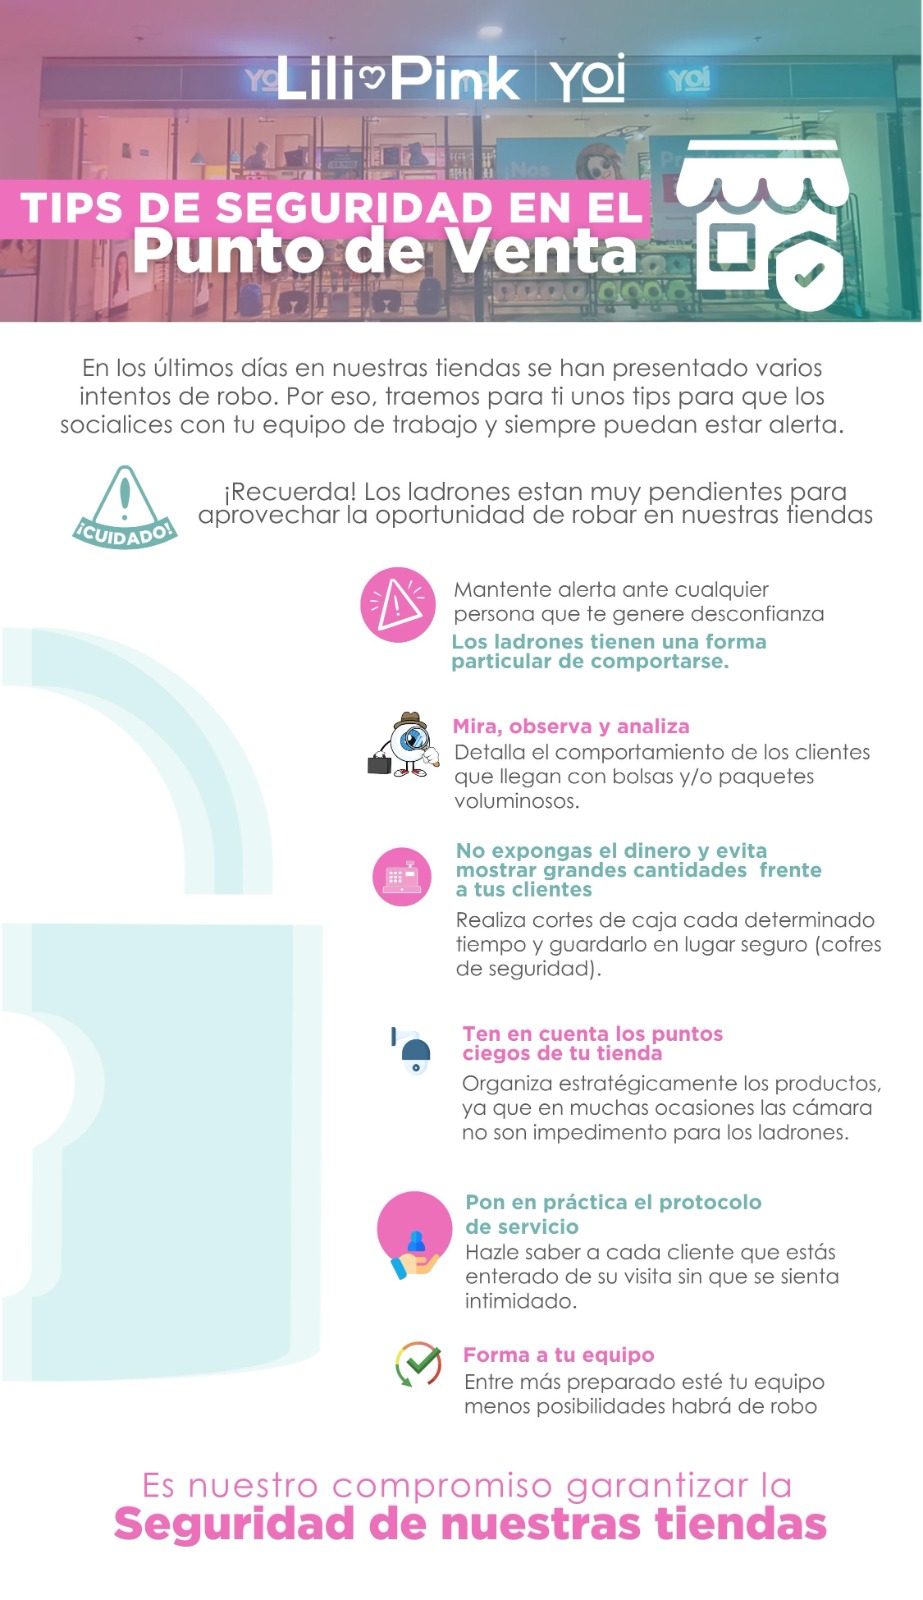 Lili Pink Yoi
Yoi
Nos
TIPS DE SEGURIDAD EN EL
Punto de Venta
En los últimos días en nuestras tiendas se han presentado varios
intentos de robo. Por eso, traemos para ti unos tips para que los
socialices con tu equipo de trabajo y siempre puedan estar alerta.
¡CUIDADO!
¡Recuerda! Los ladrones estan muy pendientes para
aprovechar la oportunidad de robar en nuestras tiendas
Mantente alerta ante cualquier
persona que te genere desconfianza
Los ladrones tienen una forma
particular de comportarse.
Mira, observa y analiza
Detalla el comportamiento de los clientes
que llegan con bolsas y/o paquetes
voluminosos.
No expongas el dinero y evita
mostrar grandes cantidades frente
a tus clientes
Realiza cortes de caja cada determinado
tiempo y guardarlo en lugar seguro (cofres
de seguridad).
Ten en cuenta los puntos
ciegos de tu tienda
Organiza estratégicamente los productos,
ya que en muchas ocasiones las cámara
no son impedimento para los ladrones.
Pon en práctica el protocolo
de servicio
Hazle saber a cada cliente que estás
enterado de su visita sin que se sienta
intimidado.
Forma a tu equipo
Entre más preparado esté tu equipo
menos posibilidades habrá de robo
Es nuestro compromiso garantizar la
Seguridad de nuestras tiendas